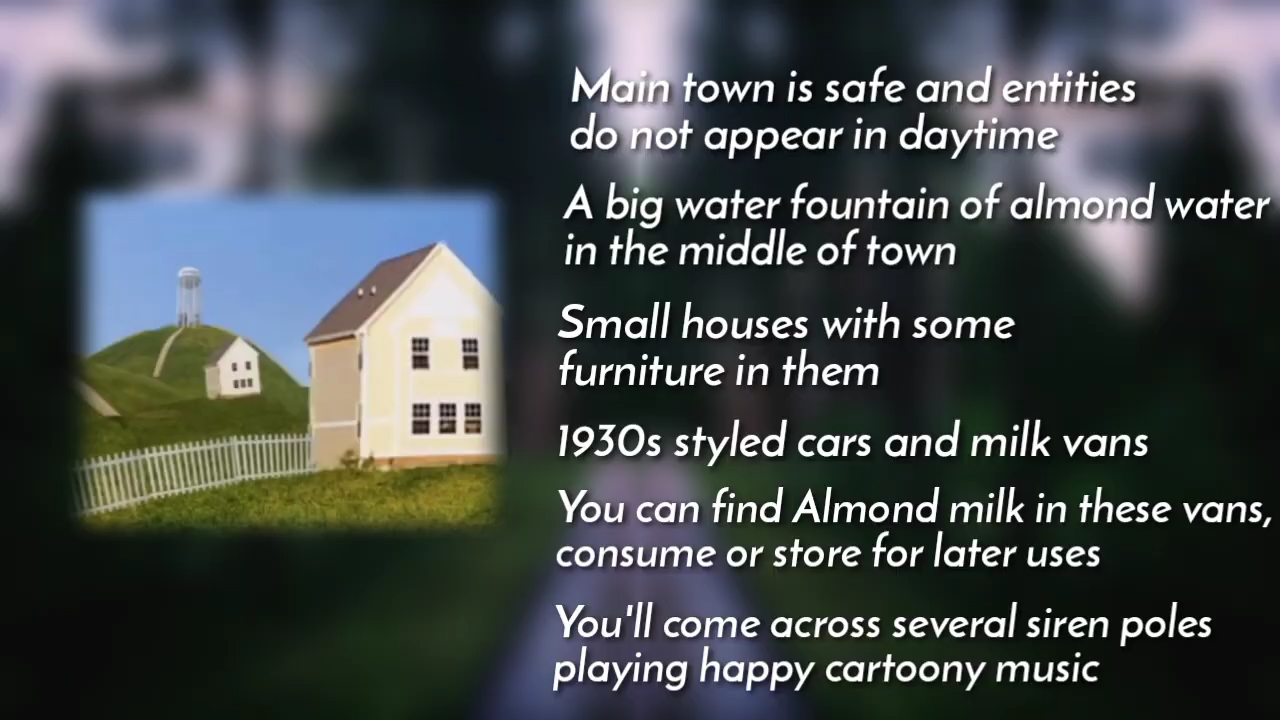 Main town is safe and entities
do not appear in daytime
A big water fountain of almond water
in the middle of town
Small houses with some
furniture in them
1930s styled cars and milk vans
You can find Almond milk in these vans,
consume or store for later uses
You'll come across several siren poles
playing happy cartoony music